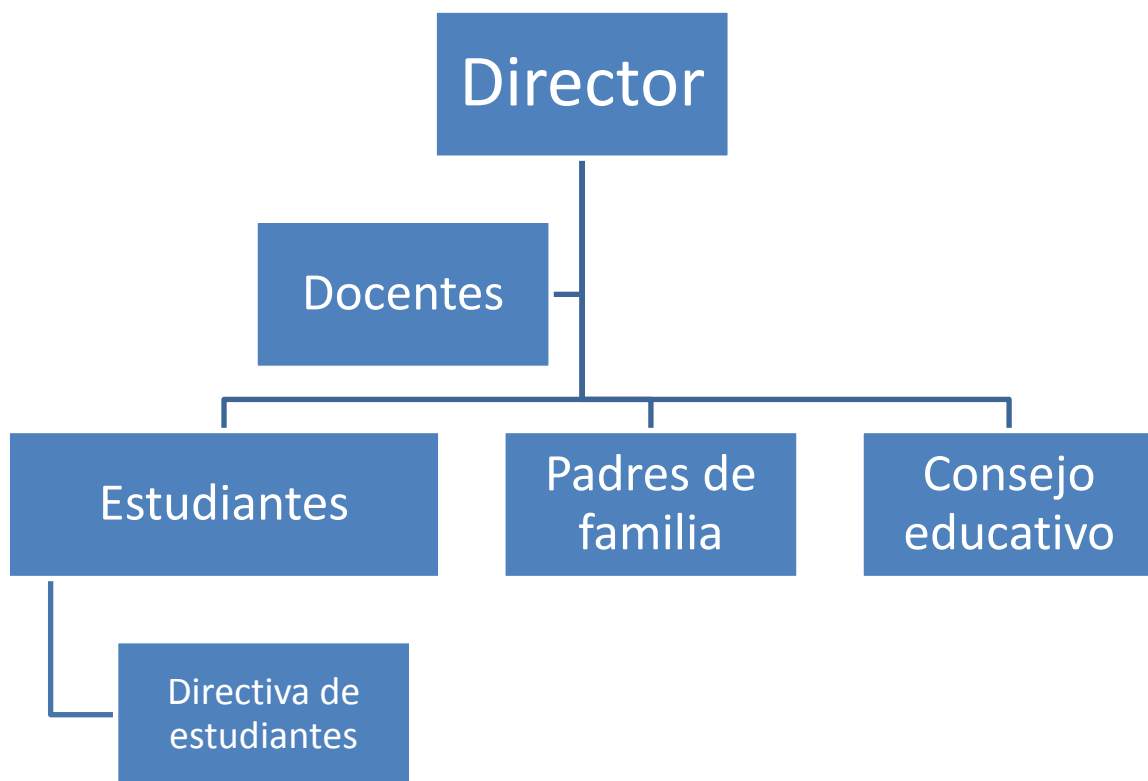 Director
Docentes
Estudiantes
Padres de
familia
Consejo
educativo
Directiva de
estudiantes